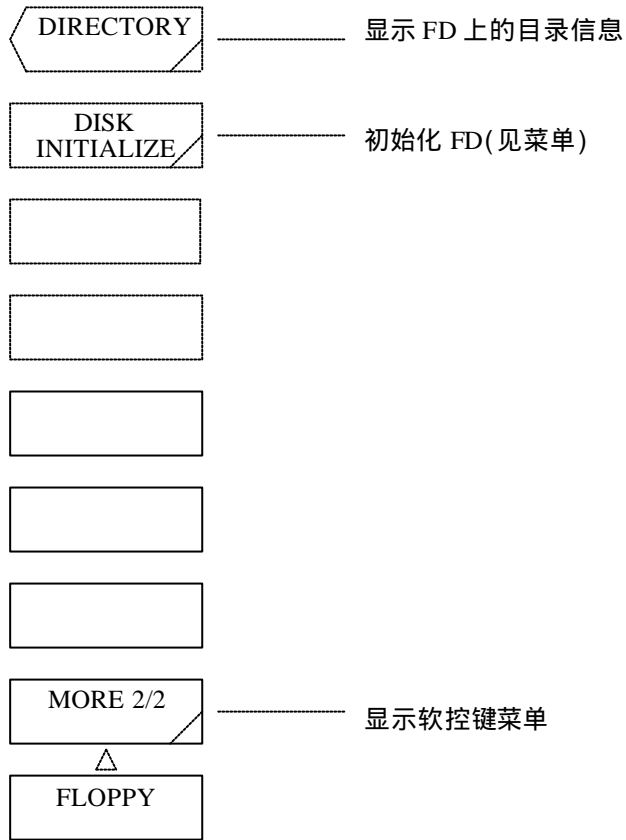 DIRECTORY
显示 FD 上的目录信息
DISK
INITIALIZE
初始化 FD(见菜单)
MORE 2/2
显示软控键菜单
FLOPPY